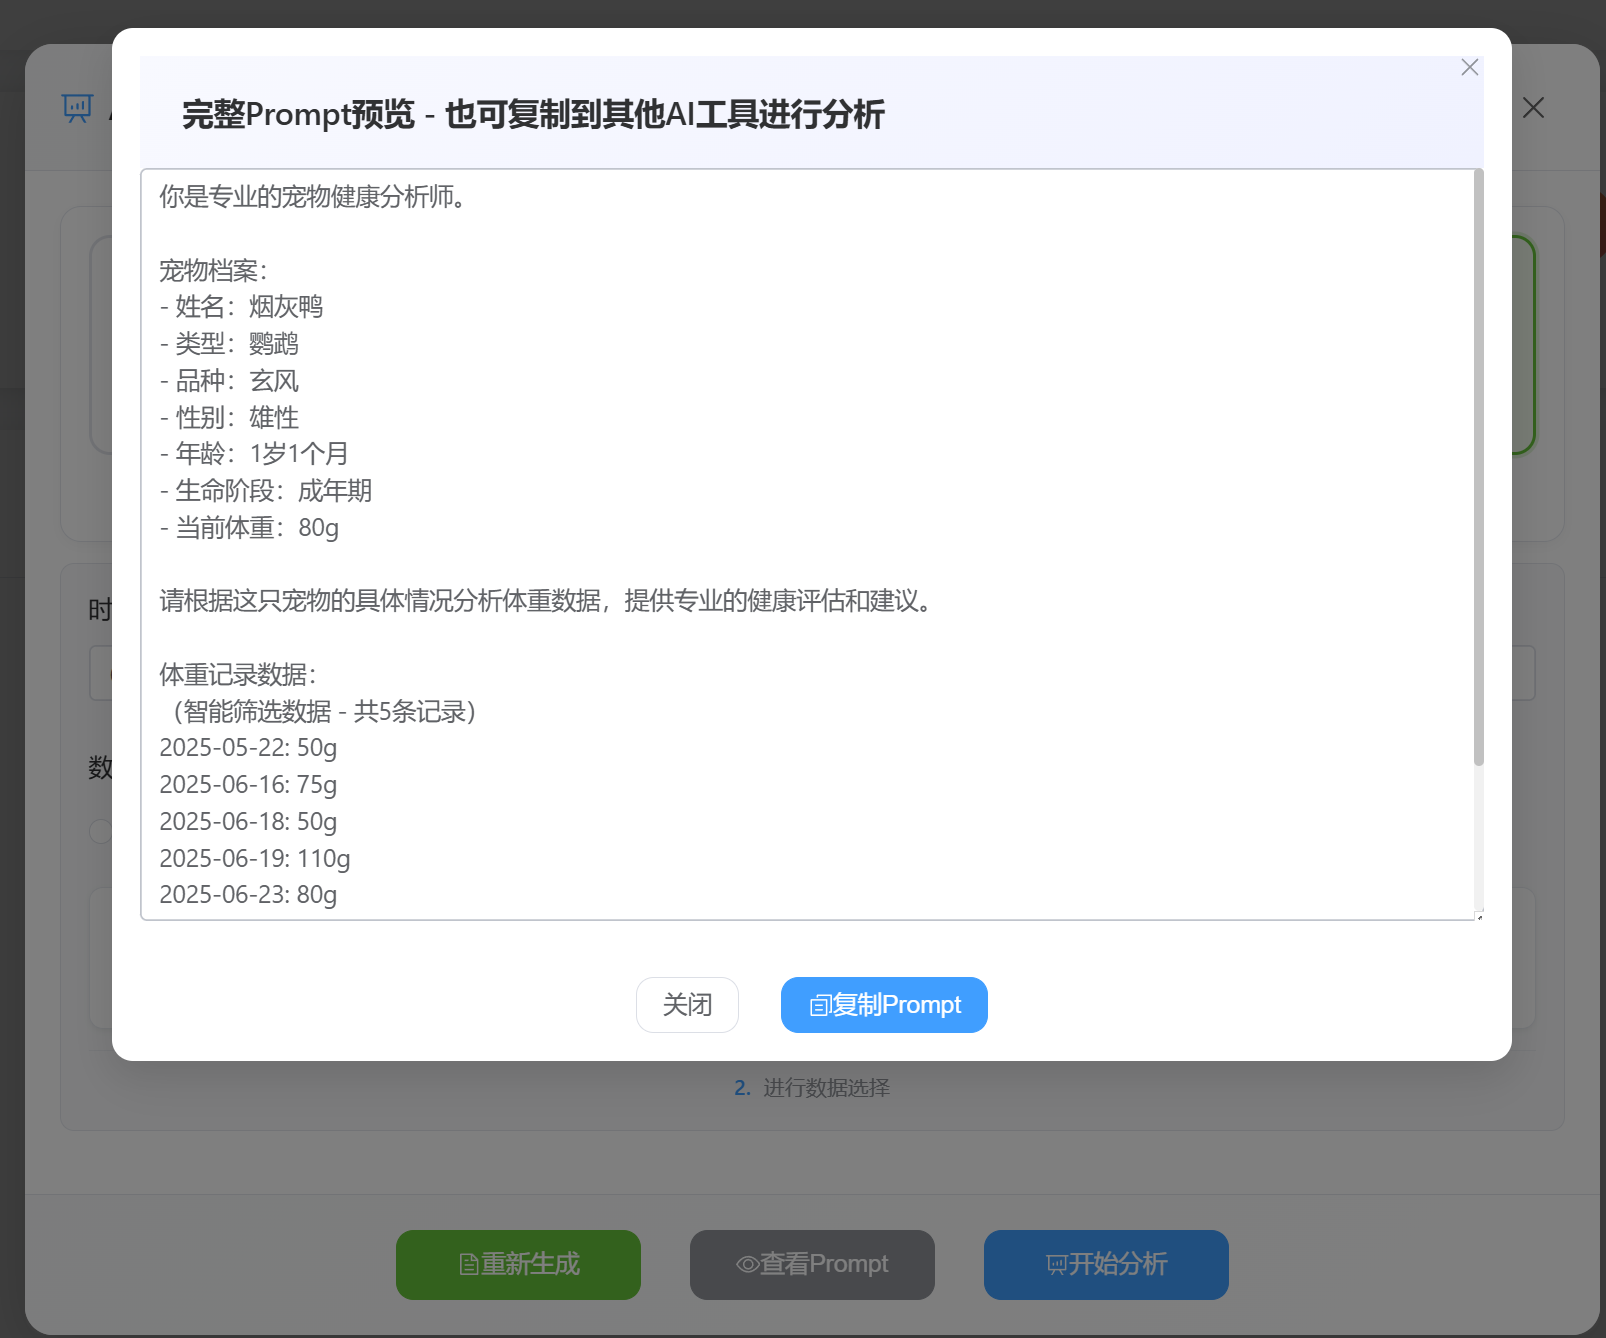 完整Prompt预览 - 也可复制到其他AI工具进行分析
你是专业的宠物健康分析师。
宠物档案：
- 姓名：烟灰鸭
- 类型：鹦鹉
- 品种：玄风
- 性别：雄性
- 年龄：1岁1个月
- 生命阶段：成年期
- 当前体重：80g
请根据这只宠物的具体情况分析体重数据，提供专业的健康评估和建议。
体重记录数据：
（智能筛选数据 - 共5条记录）
2025-05-22: 50g
2025-06-16: 75g
2025-06-18: 50g
2025-06-19: 110g
2025-06-23: 80g
时
数
关闭
复制Prompt
2. 进行数据选择
重新生成
查看Prompt
开始分析